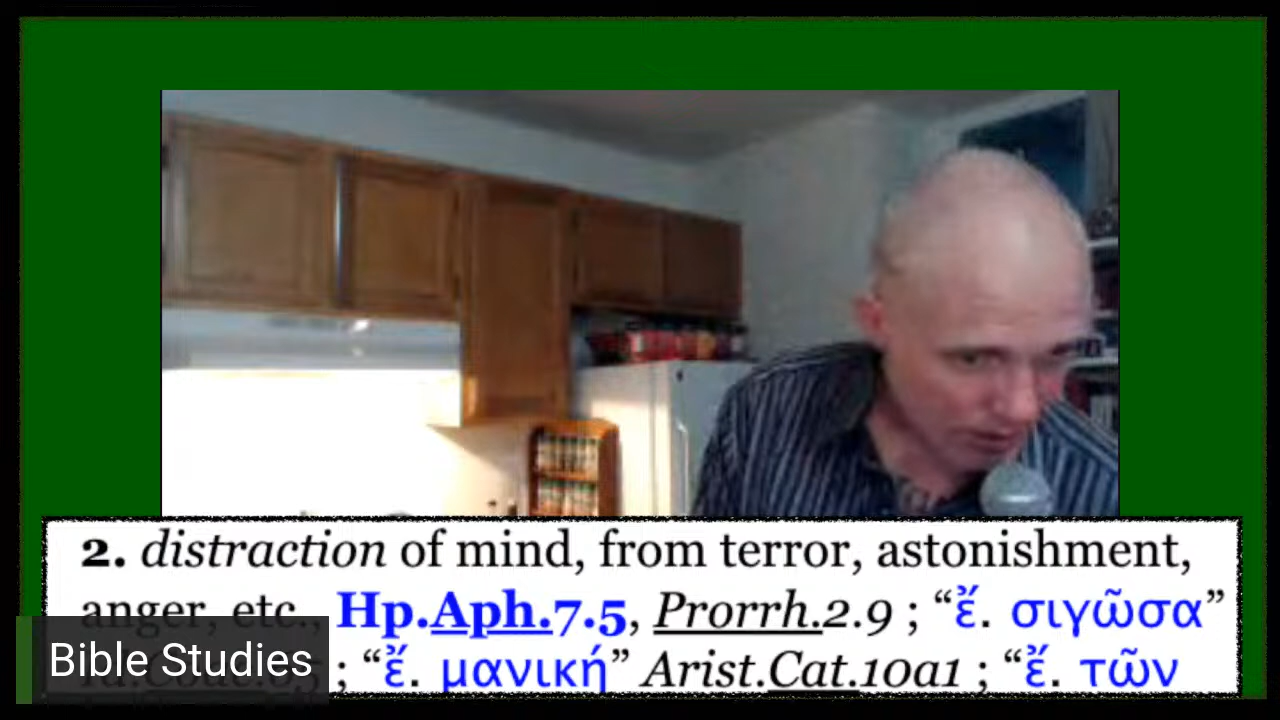 2. distraction of mind, from terror, astonishment,
anger, etc., Hp.Aph.7.5, Prorrh.2.9 ; “ἔ. σιγῶσα”
; “ἔ. μανική” Arist.Cat.10a1 ; “ἔ. τῶν
Bible Studies